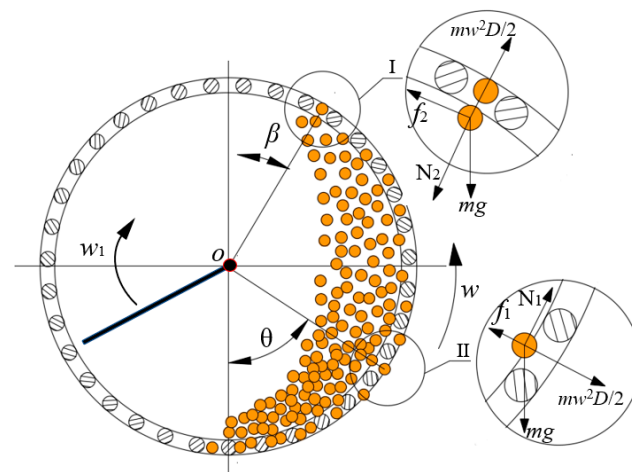 mw²D/2
I
β
f₂
N₂
mg
w₁
o
w
N₁
f₁
θ
II
mw²D/2
mg